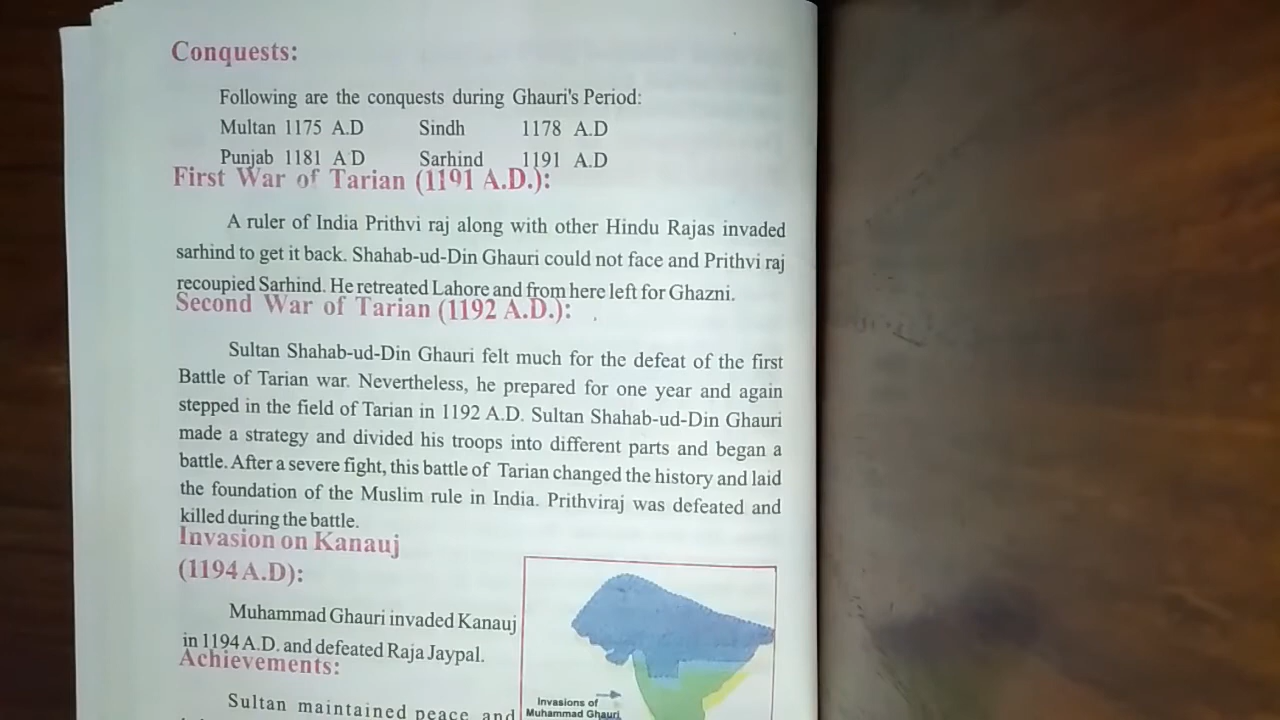 Conquests:
Following are the conquests during Ghauri's Period:
Multan 1175 A.D Sindh 1178 A.D
Punjab 1181 A D Sarhind 1191 A.D
First War of Tarian (1191 A.D.):
A ruler of India Prithvi raj along with other Hindu Rajas invaded
sarhind to get it back. Shahab-ud-Din Ghauri could not face and Prithvi raj
recoupied Sarhind. He retreated Lahore and from here left for Ghazni.
Second War of Tarian (1192 A.D.):
Sultan Shahab-ud-Din Ghauri felt much for the defeat of the first
Battle of Tarian war. Nevertheless, he prepared for one year and again
stepped in the field of Tarian in 1192 A.D. Sultan Shahab-ud-Din Ghauri
made a strategy and divided his troops into different parts and began a
battle. After a severe fight, this battle of Tarian changed the history and laid
the foundation of the Muslim rule in India. Prithviraj was defeated and
killed during the battle.
Invasion on Kanauj
(1194 A.D):
Muhammad Ghauri invaded Kanauj
in 1194 A.D. and defeated Raja Jaypal.
Achievements:
Sultan maintained peace and
Invasions of
Muhammad Ghauri